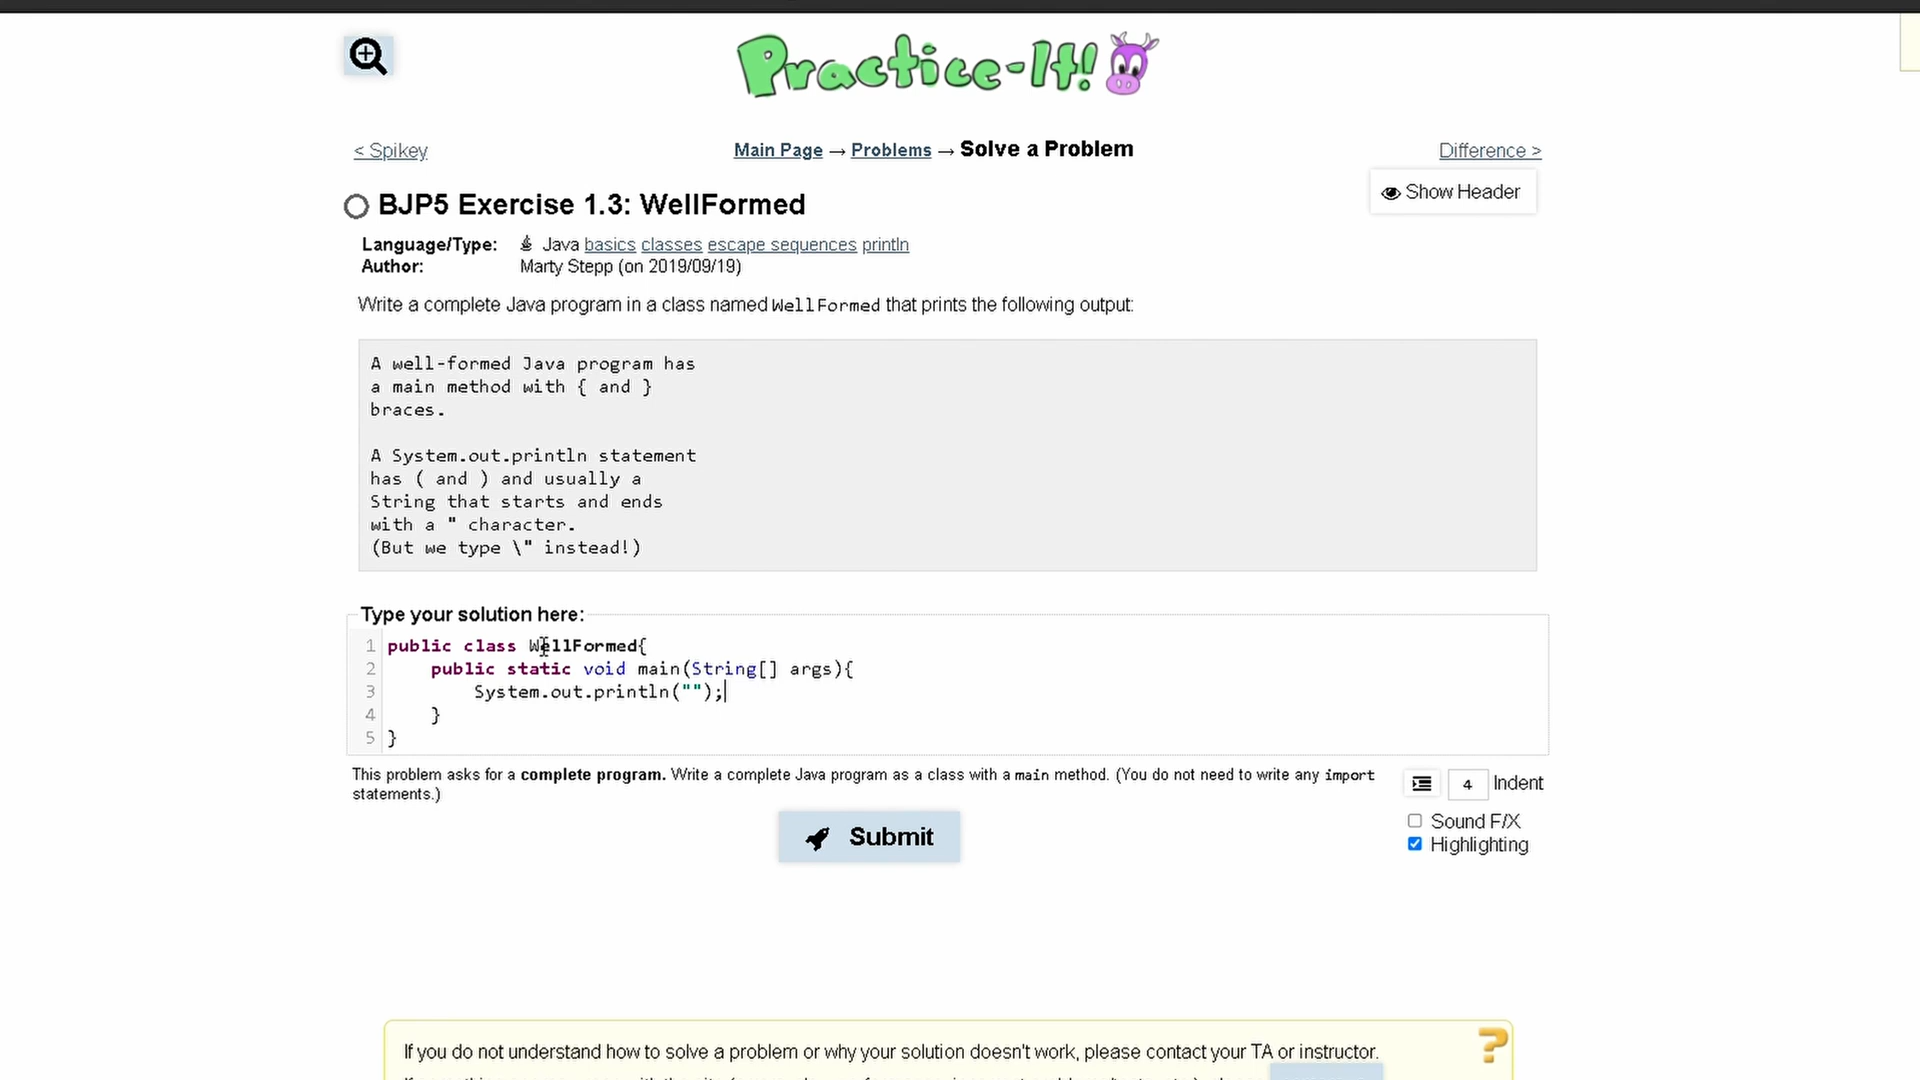 Practice-It!
< Spikey
Main Page → Problems → Solve a Problem
Difference >
Show Header
BJP5 Exercise 1.3: WellFormed
Language/Type: Java basics classes escape sequences println
Author: Marty Stepp (on 2019/09/19)
Write a complete Java program in a class named WellFormed that prints the following output:
A well-formed Java program has
a main method with { and }
braces.
A System.out.println statement
has ( and ) and usually a
String that starts and ends
with a " character.
(But we type \" instead!)
Type your solution here:
1 public class WellFormed{
2 public static void main(String[] args){
3 System.out.println("");
4 }
5 }
This problem asks for a complete program. Write a complete Java program as a class with a main method. (You do not need to write any import
statements.)
4 Indent
Sound F/X
Highlighting
Submit
If you do not understand how to solve a problem or why your solution doesn't work, please contact your TA or instructor.